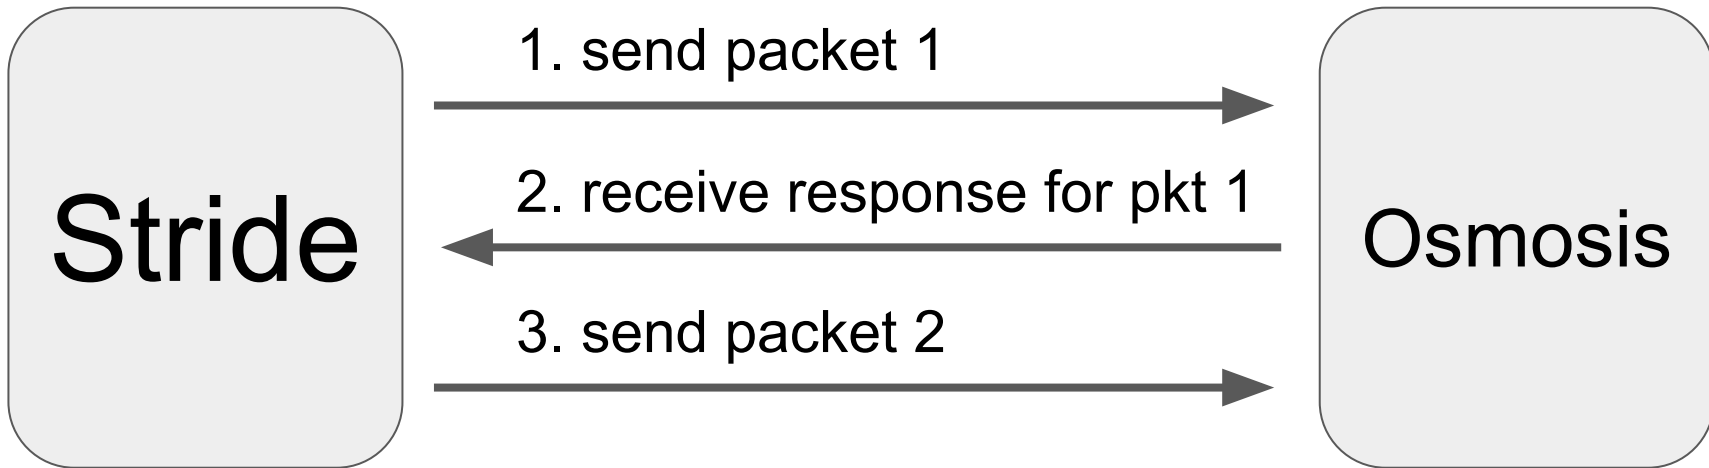 Stride
1. send packet 1
2. receive response for pkt 1
3. send packet 2
Osmosis